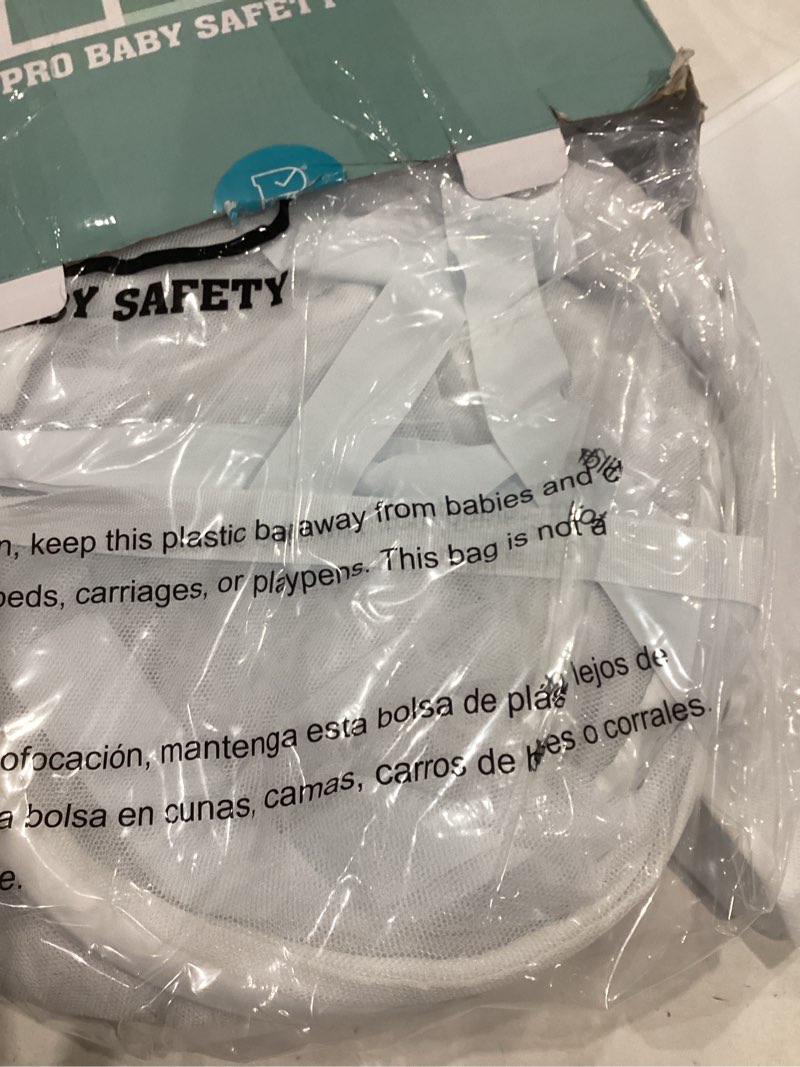 PRO BABY SAFETY
Y SAFETY
n, keep this plastic ba away from babies and
beds, carriages, or playpens. This bag is not a
ofocación, mantenga esta bolsa de plás lejos de
a bolsa en cunas, camas, carros de es o corrales.
e.